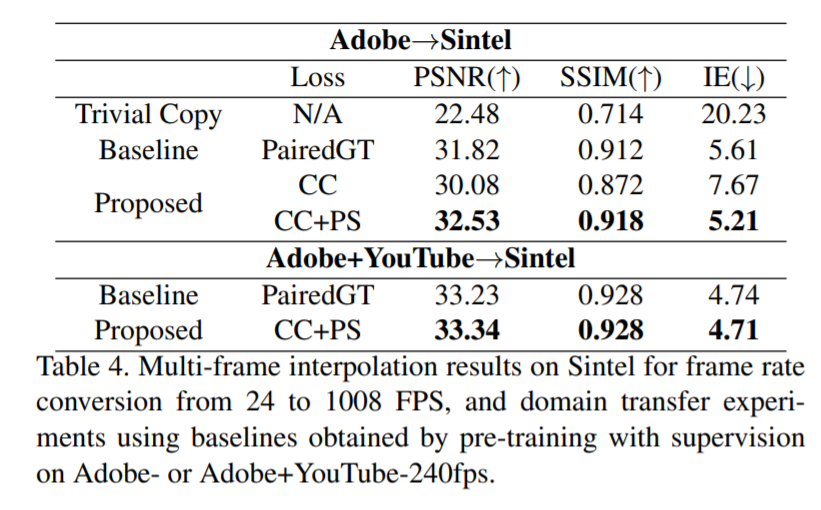 Adobe→Sintel
Loss PSNR(↑) SSIM(↑) IE(↓)
Trivial Copy N/A 22.48 0.714 20.23
Baseline PairedGT 31.82 0.912 5.61
Proposed CC 30.08 0.872 7.67
CC+PS 32.53 0.918 5.21
Adobe+YouTube→Sintel
Baseline PairedGT 33.23 0.928 4.74
Proposed CC+PS 33.34 0.928 4.71
Table 4. Multi-frame interpolation results on Sintel for frame rate
conversion from 24 to 1008 FPS, and domain transfer experi-
ments using baselines obtained by pre-training with supervision
on Adobe- or Adobe+YouTube-240fps.